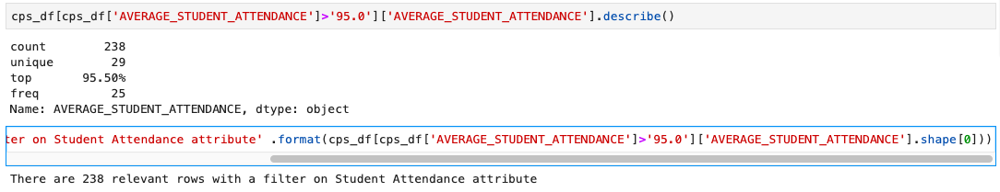 cps_df[cps_df['AVERAGE_STUDENT_ATTENDANCE']>'95.0']['AVERAGE_STUDENT_ATTENDANCE'].describe()
count 238
unique 29
top 95.50%
freq 25
Name: AVERAGE_STUDENT_ATTENDANCE, dtype: object
ter on Student Attendance attribute' .format(cps_df[cps_df['AVERAGE_STUDENT_ATTENDANCE']>'95.0']['AVERAGE_STUDENT_ATTENDANCE'].shape[0]))
There are 238 relevant rows with a filter on Student Attendance attribute